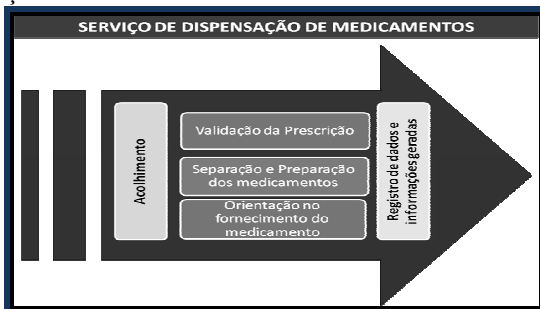 SERVIÇO DE DISPENSAÇÃO DE MEDICAMENTOS
Acolhimento
Validação da Prescrição
Separação e Preparação
dos medicamentos
Orientação no
fornecimento do
medicamento
Registro de dados e
informações geradas